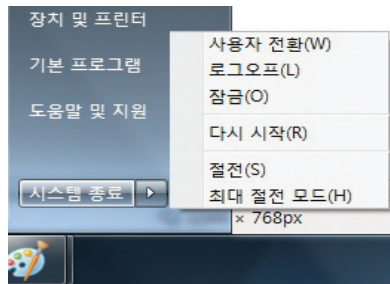 장치 및 프린터
기본 프로그램
도움말 및 지원
시스템 종료
사용자 전환(W)
로그오프(L)
잠금(O)
다시 시작(R)
절전(S)
최대 절전 모드(H)
× 768px